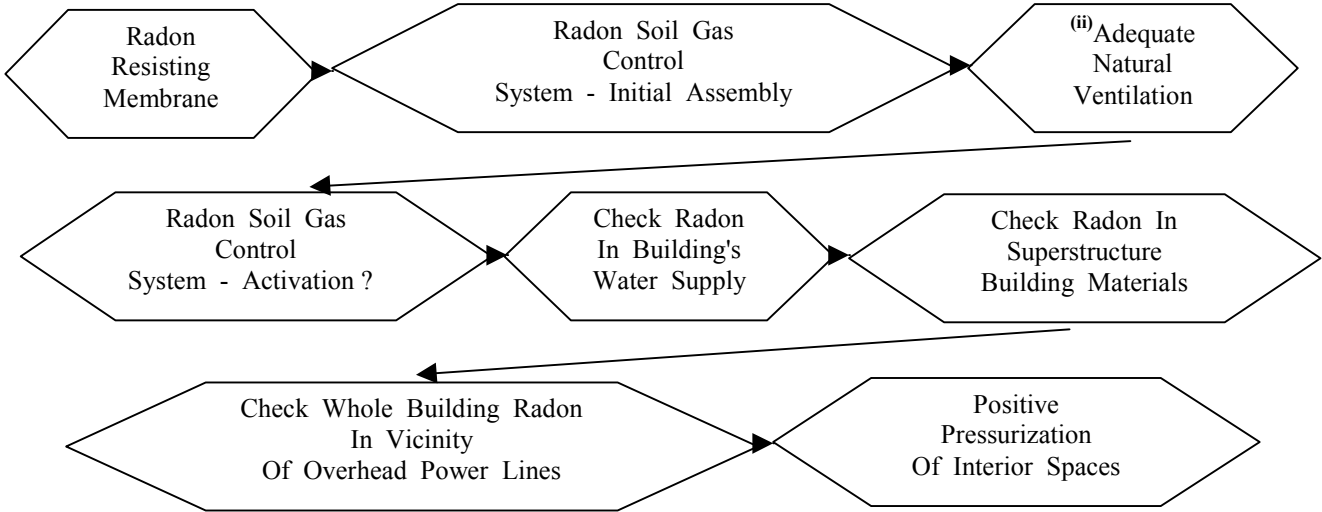 Radon
Resisting
Membrane
Radon Soil Gas
Control
System - Initial Assembly
(ii)Adequate
Natural
Ventilation
Radon Soil Gas
Control
System - Activation ?
Check Radon
In Building's
Water Supply
Check Radon In
Superstructure
Building Materials
Check Whole Building Radon
In Vicinity
Of Overhead Power Lines
Positive
Pressurization
Of Interior Spaces